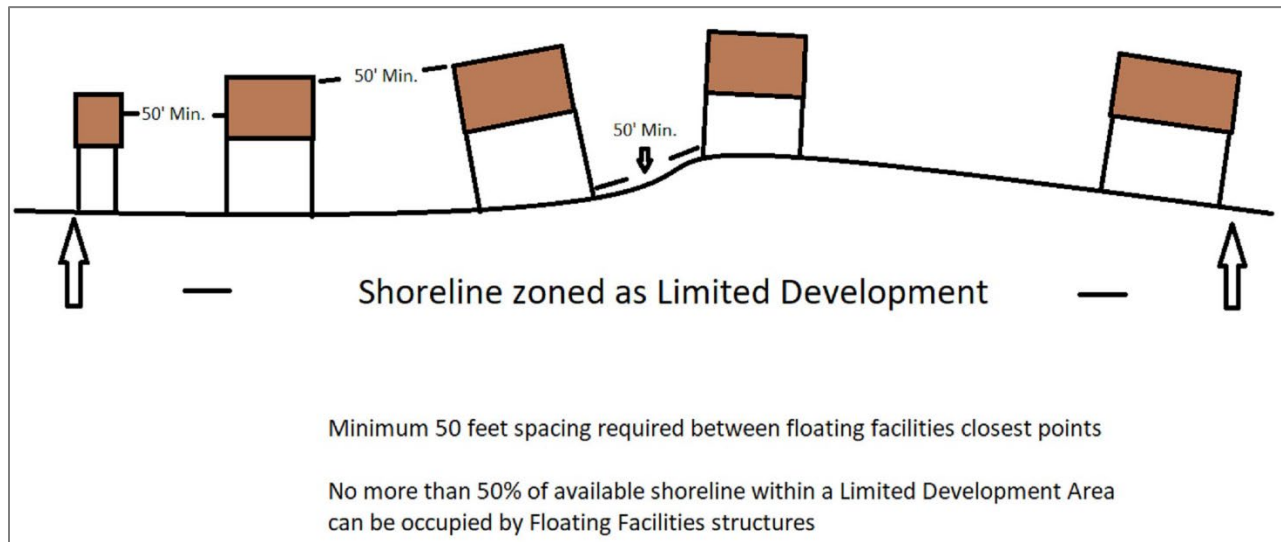 50' Min.
50' Min.
50' Min.
Shoreline zoned as Limited Development
Minimum 50 feet spacing required between floating facilities closest points
No more than 50% of available shoreline within a Limited Development Area
can be occupied by Floating Facilities structures